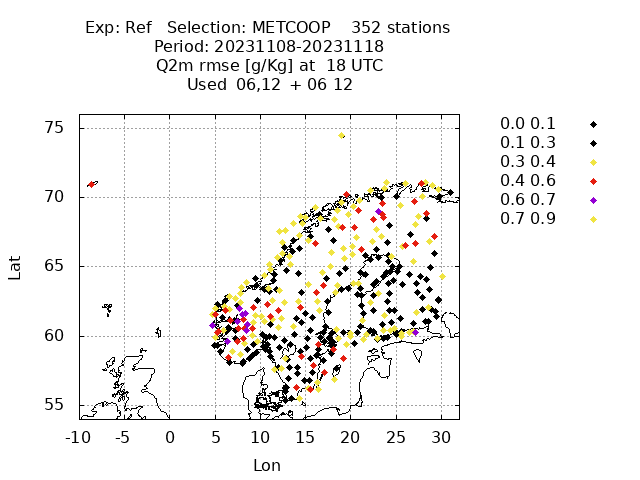 Exp: Ref Selection: METCOOP 352 stations
Period: 20231108-20231118
Q2m rmse [g/Kg] at 18 UTC
Used 06,12 + 06 12
0.0 0.1
0.1 0.3
0.3 0.4
0.4 0.6
0.6 0.7
0.7 0.9
Lat
75
70
65
60
55
-10 -5 0 5 10 15 20 25 30
Lon